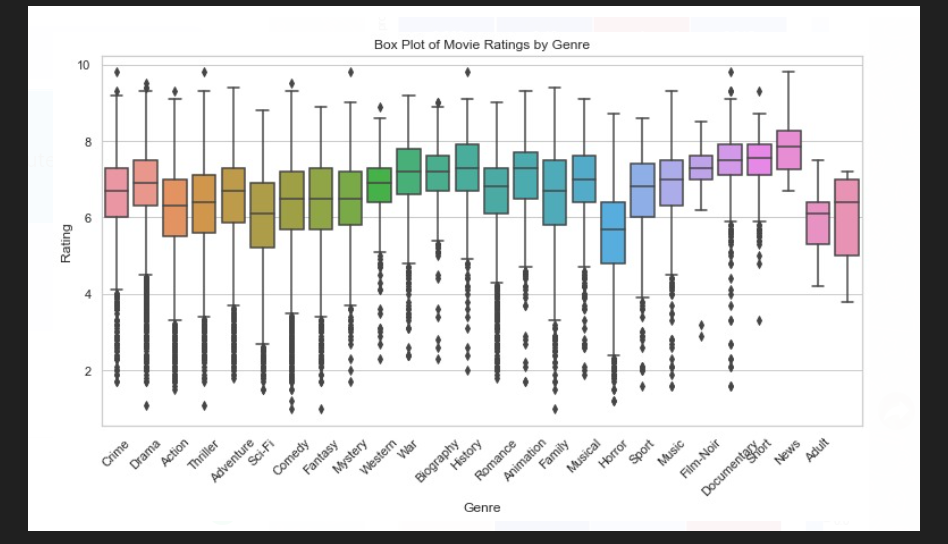 Box Plot of Movie Ratings by Genre
10
8
6
4
2
Rating
Crime
Drama
Action
Thriller
Adventure
Sci-Fi
Comedy
Fantasy
Mystery
Western
War
Biography
History
Romance
Animation
Family
Musical
Horror
Sport
Music
Film-Noir
Documentary
Short
News
Adult
Genre